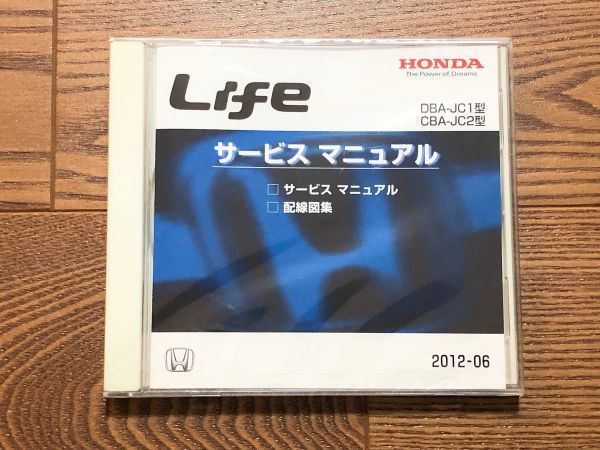 HONDA
The Power of Dreams
Life
DBA-JC1型
CBA-JC2型
サービス マニュアル
□ サービス マニュアル
□ 配線図集
2012-06